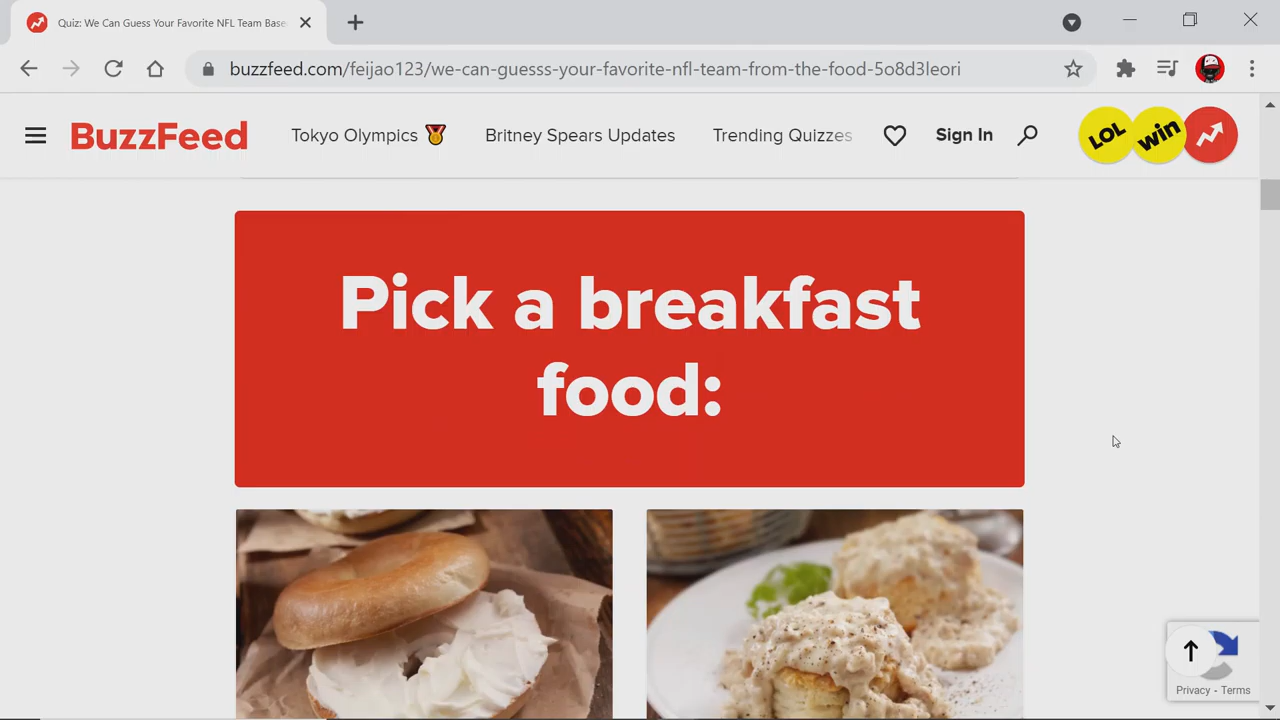 Quiz: We Can Guess Your Favorite NFL Team Base
buzzfeed.com/feijao123/we-can-guesss-your-favorite-nfl-team-from-the-food-5o8d3leori
BuzzFeed Tokyo Olympics Britney Spears Updates Trending Quizzes Sign In LOL win
Pick a breakfast
food:
Privacy - Terms